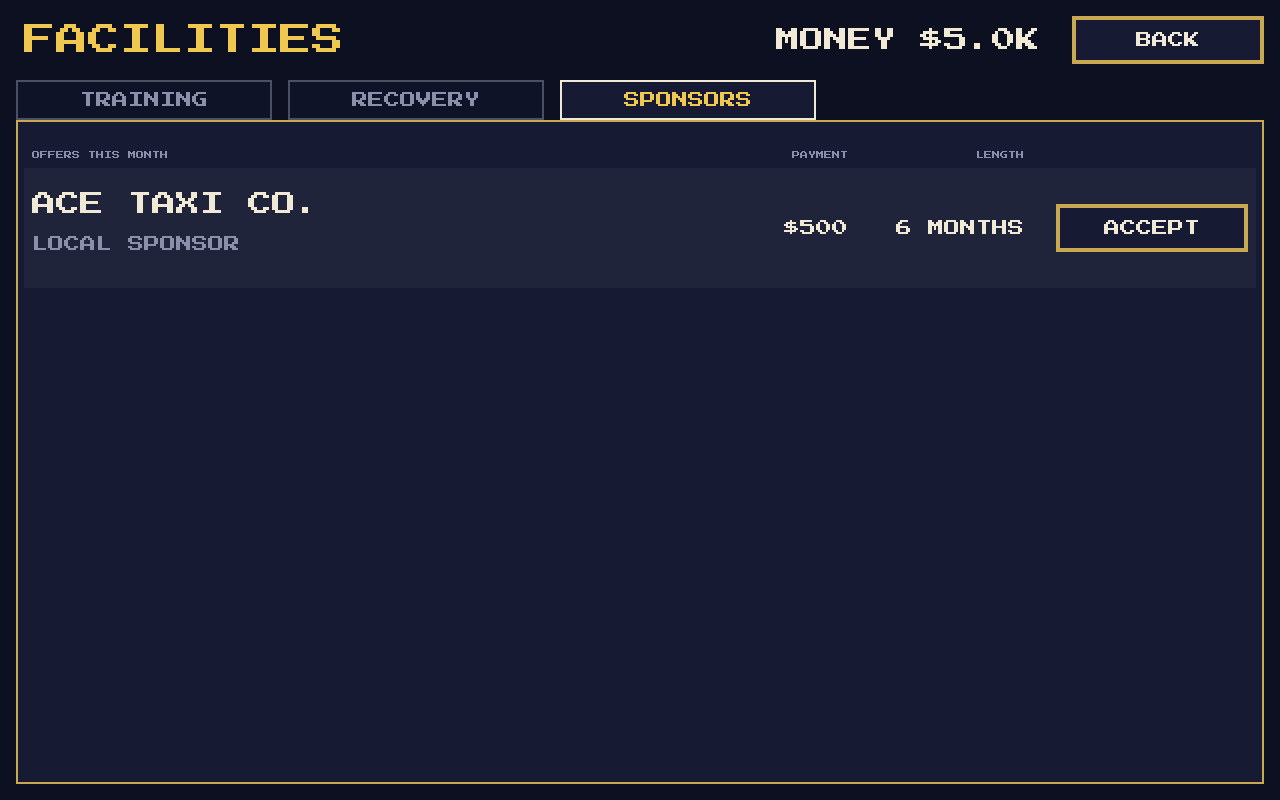 FACILITIES
MONEY $5.0K
BACK
TRAINING
RECOVERY
SPONSORS
OFFERS THIS MONTH
PAYMENT
LENGTH
ACE TAXI CO.
LOCAL SPONSOR
$500
6 MONTHS
ACCEPT